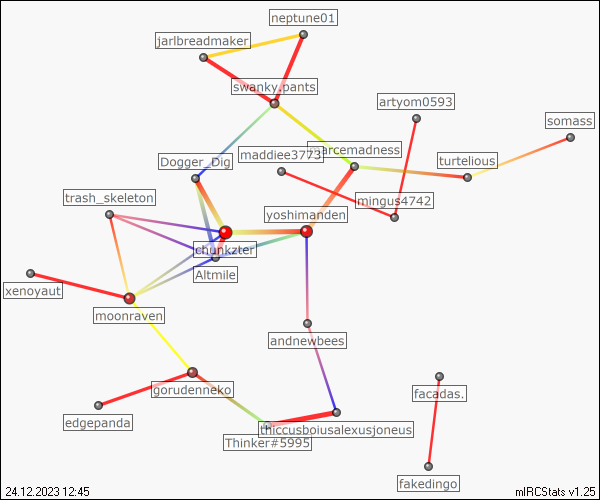 neptune01
jarlbreadmaker
swanky.pants
artyom0593
somass
maddiee3773
arcemadness
Dogger_Dig
turtelious
trash_skeleton
mingus4742
yoshimanden
chunkzter
Altmile
xenoyaut
moonraven
andnewbees
gorudenneko
facadas.
edgepanda
thiccusboiusalexusjoneus
Thinker#5995
fakedingo
24.12.2023 12:45
mIRCStats v1.25